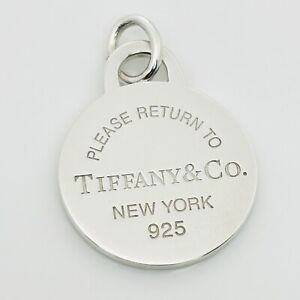 PLEASE RETURN TO
TIFFANY & CO.
NEW YORK
925